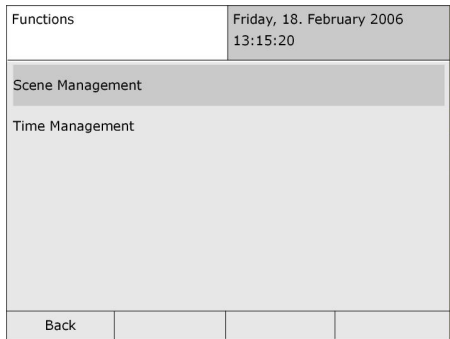 Functions
Friday, 18. February 2006
13:15:20
Scene Management
Time Management
Back